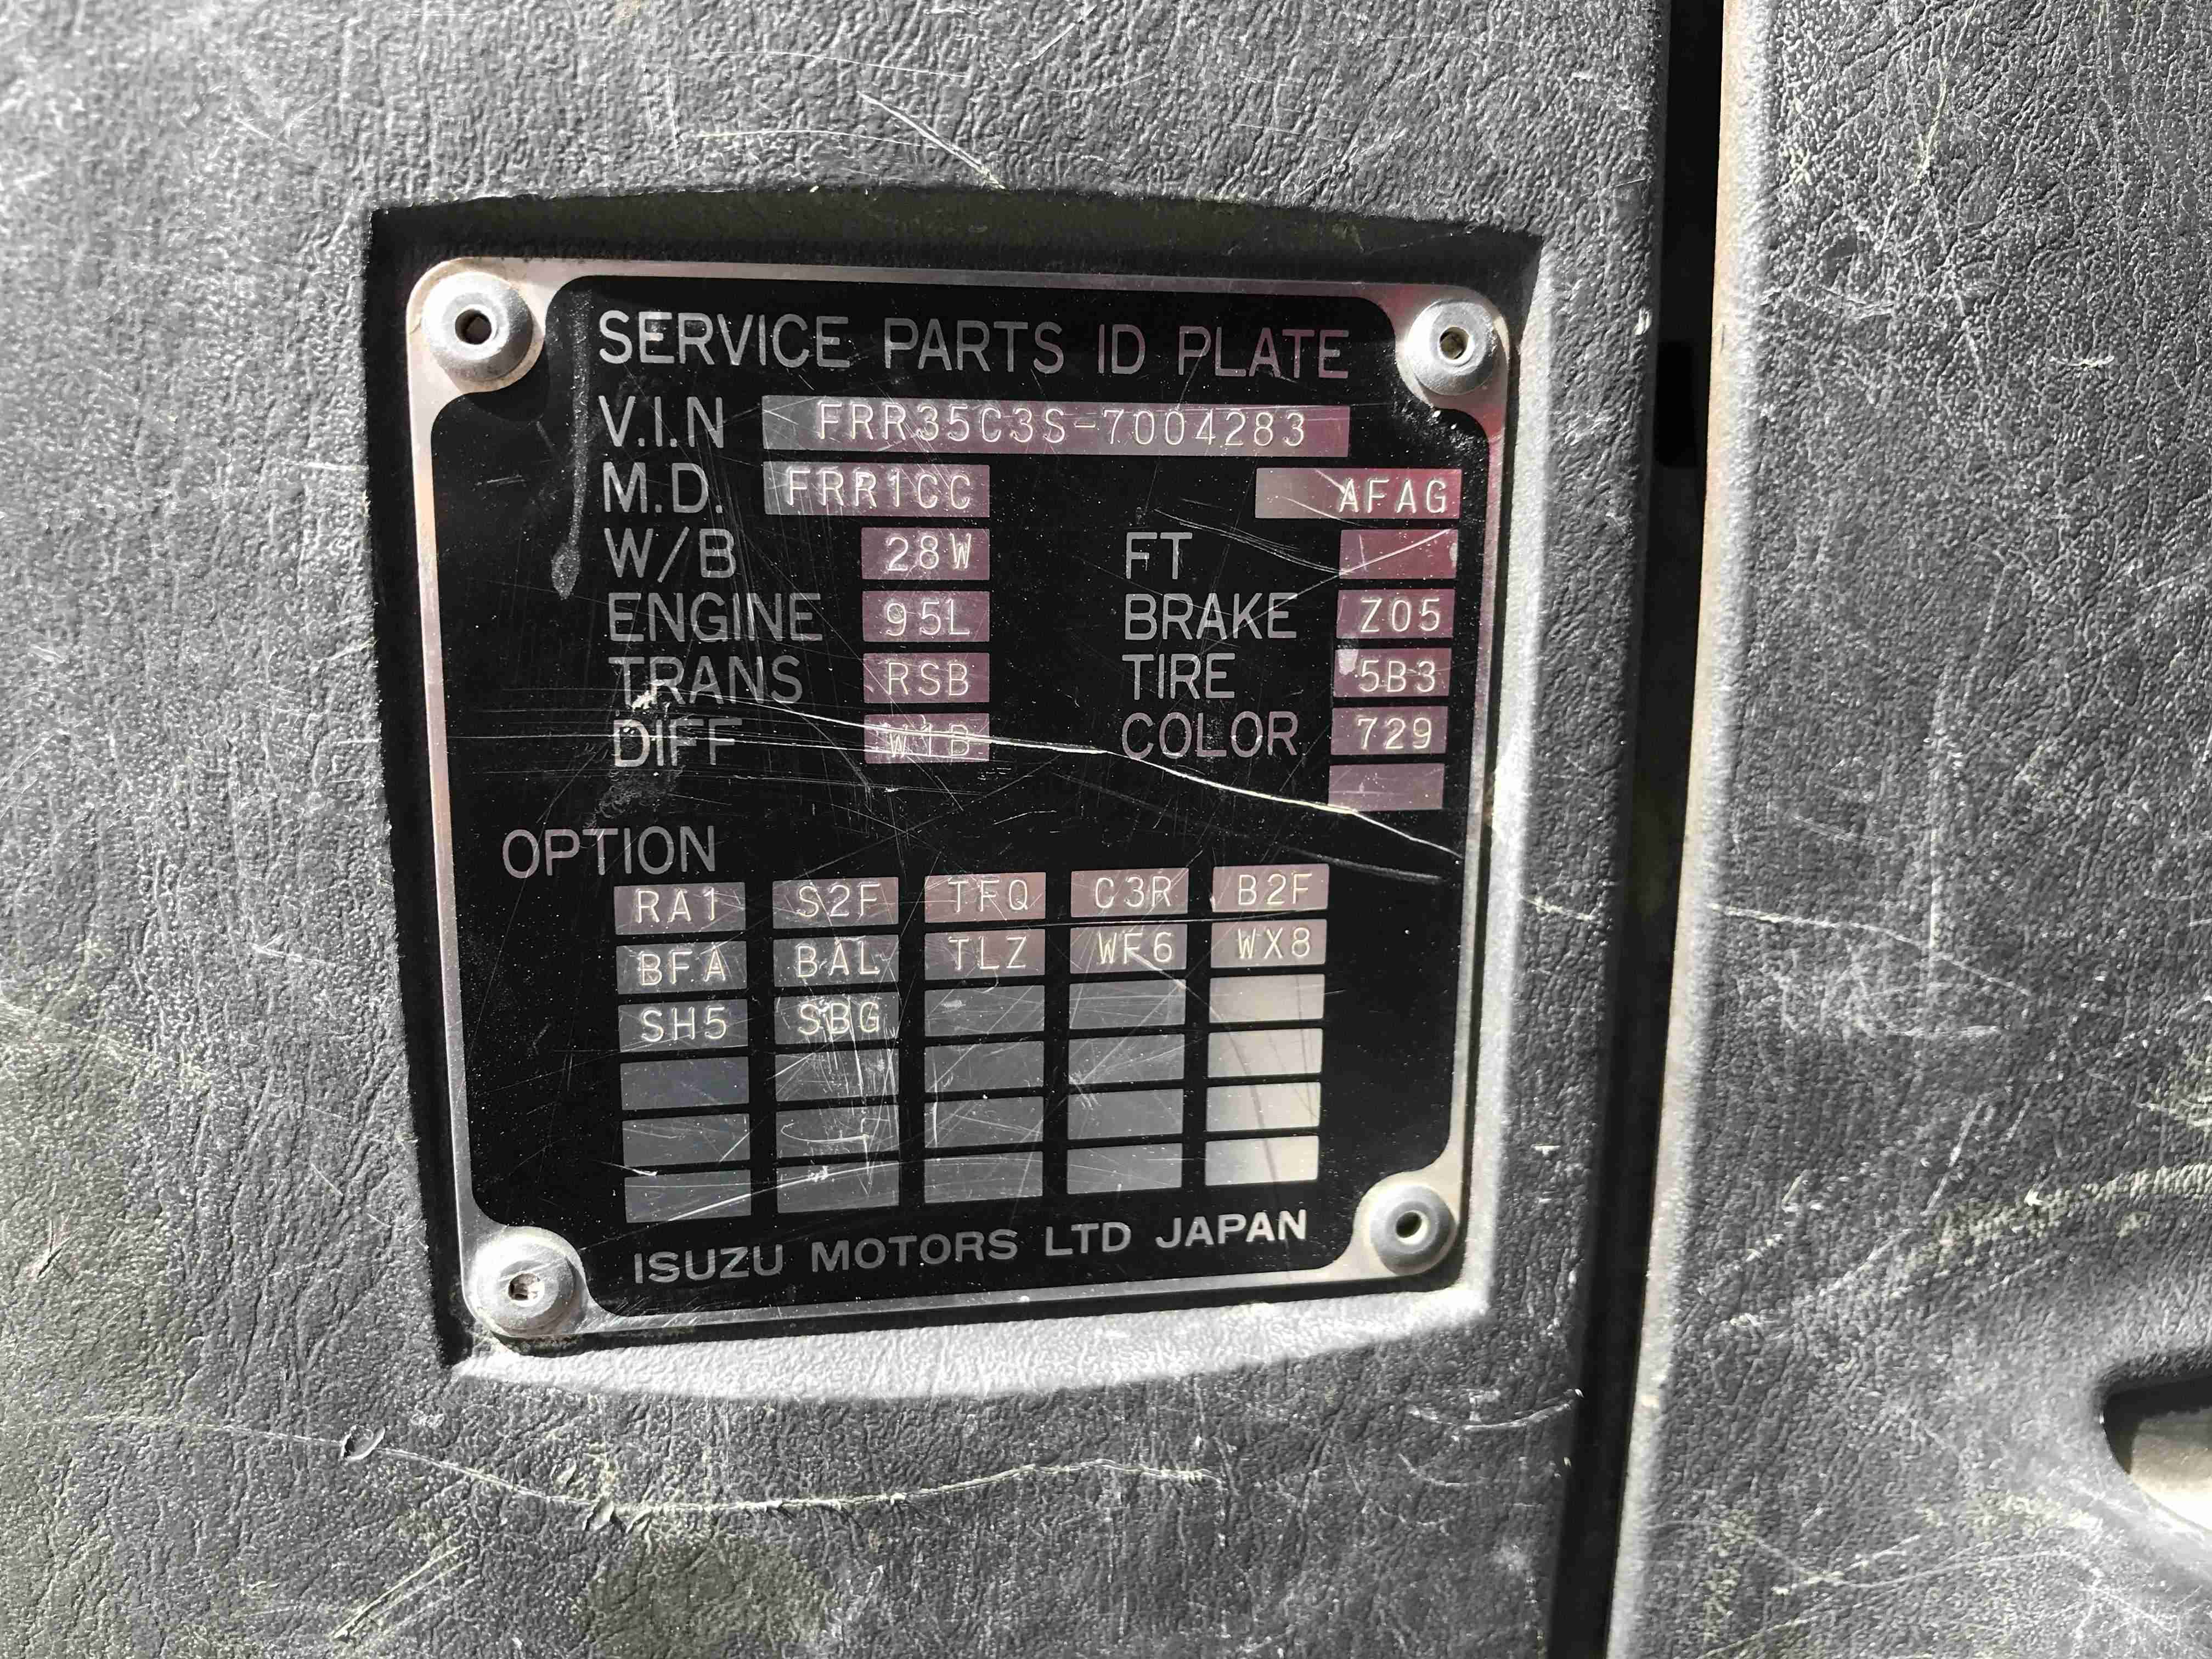 SERVICE PARTS ID PLATE
V.I.N FRR35C3S-7004283
M.D. FRR1CC AFAG
W/B 28W FT
ENGINE 95L BRAKE Z05
TRANS RSB TIRE 5B3
DIFF W1B COLOR 729
OPTION
RA1 S2F TFQ C3R B2F
BFA BAL TLZ WF6 WX8
SH5 SBG
ISUZU MOTORS LTD JAPAN